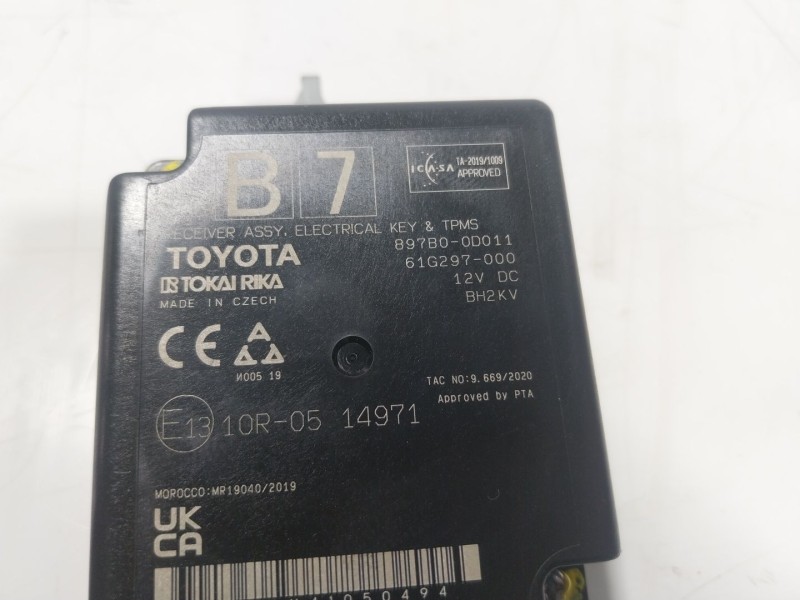 B 7
ICASA TA-2019/1009 APPROVED
RECEIVER ASSY, ELECTRICAL KEY & TPMS
TOYOTA 897B0-0D011
TOKAI RIKA 61G297-000
MADE IN CZECH 12V DC
BH2KV
CE
И005 19
TAC NO:9.669/2020
Approved by PTA
E13 10R-05 14971
MOROCCO:MR19040/2019
UK
CA
11050494